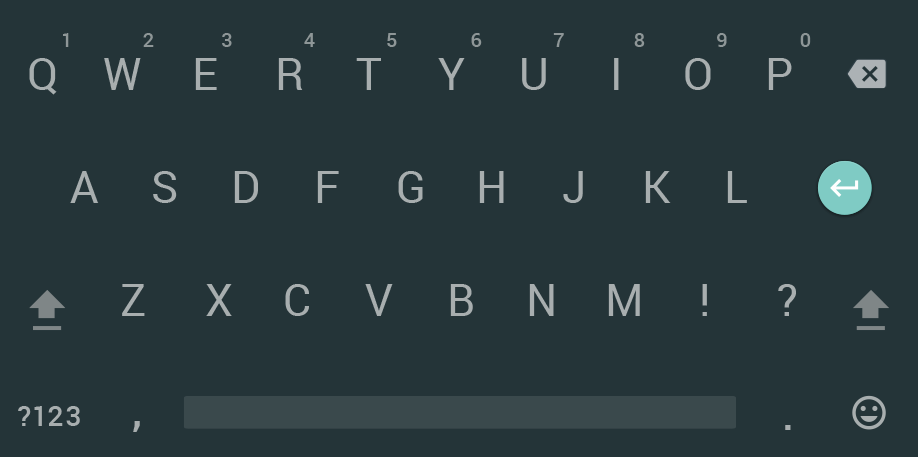 1 2 3 4 5 6 7 8 9 0
Q W E R T Y U I O P
A S D F G H J K L
Z X C V B N M ! ?
?123 , .